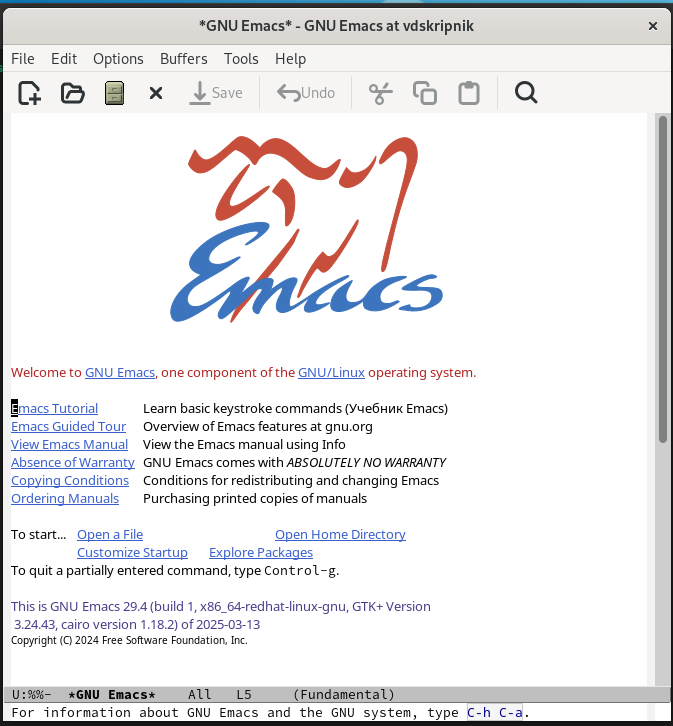 *GNU Emacs* - GNU Emacs at vdskripnik
File Edit Options Buffers Tools Help
Save Undo
Emacs
Welcome to GNU Emacs, one component of the GNU/Linux operating system.
Emacs Tutorial Learn basic keystroke commands (Учебник Emacs)
Emacs Guided Tour Overview of Emacs features at gnu.org
View Emacs Manual View the Emacs manual using Info
Absence of Warranty GNU Emacs comes with ABSOLUTELY NO WARRANTY
Copying Conditions Conditions for redistributing and changing Emacs
Ordering Manuals Purchasing printed copies of manuals
To start... Open a File Open Home Directory
Customize Startup Explore Packages
To quit a partially entered command, type Control-g.
This is GNU Emacs 29.4 (build 1, x86_64-redhat-linux-gnu, GTK+ Version
3.24.43, cairo version 1.18.2) of 2025-03-13
Copyright (C) 2024 Free Software Foundation, Inc.
U:%%- *GNU Emacs* All L5 (Fundamental)
For information about GNU Emacs and the GNU system, type C-h C-a.